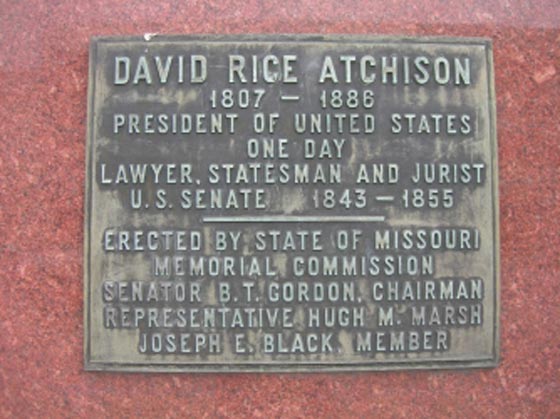 DAVID RICE ATCHISON
1807 — 1886
PRESIDENT OF UNITED STATES
ONE DAY
LAWYER, STATESMAN AND JURIST
U.S. SENATE 1843 — 1855
ERECTED BY STATE OF MISSOURI
MEMORIAL COMMISSION
SENATOR B.T. GORDON, CHAIRMAN
REPRESENTATIVE HUGH M. MARSH
JOSEPH E. BLACK, MEMBER